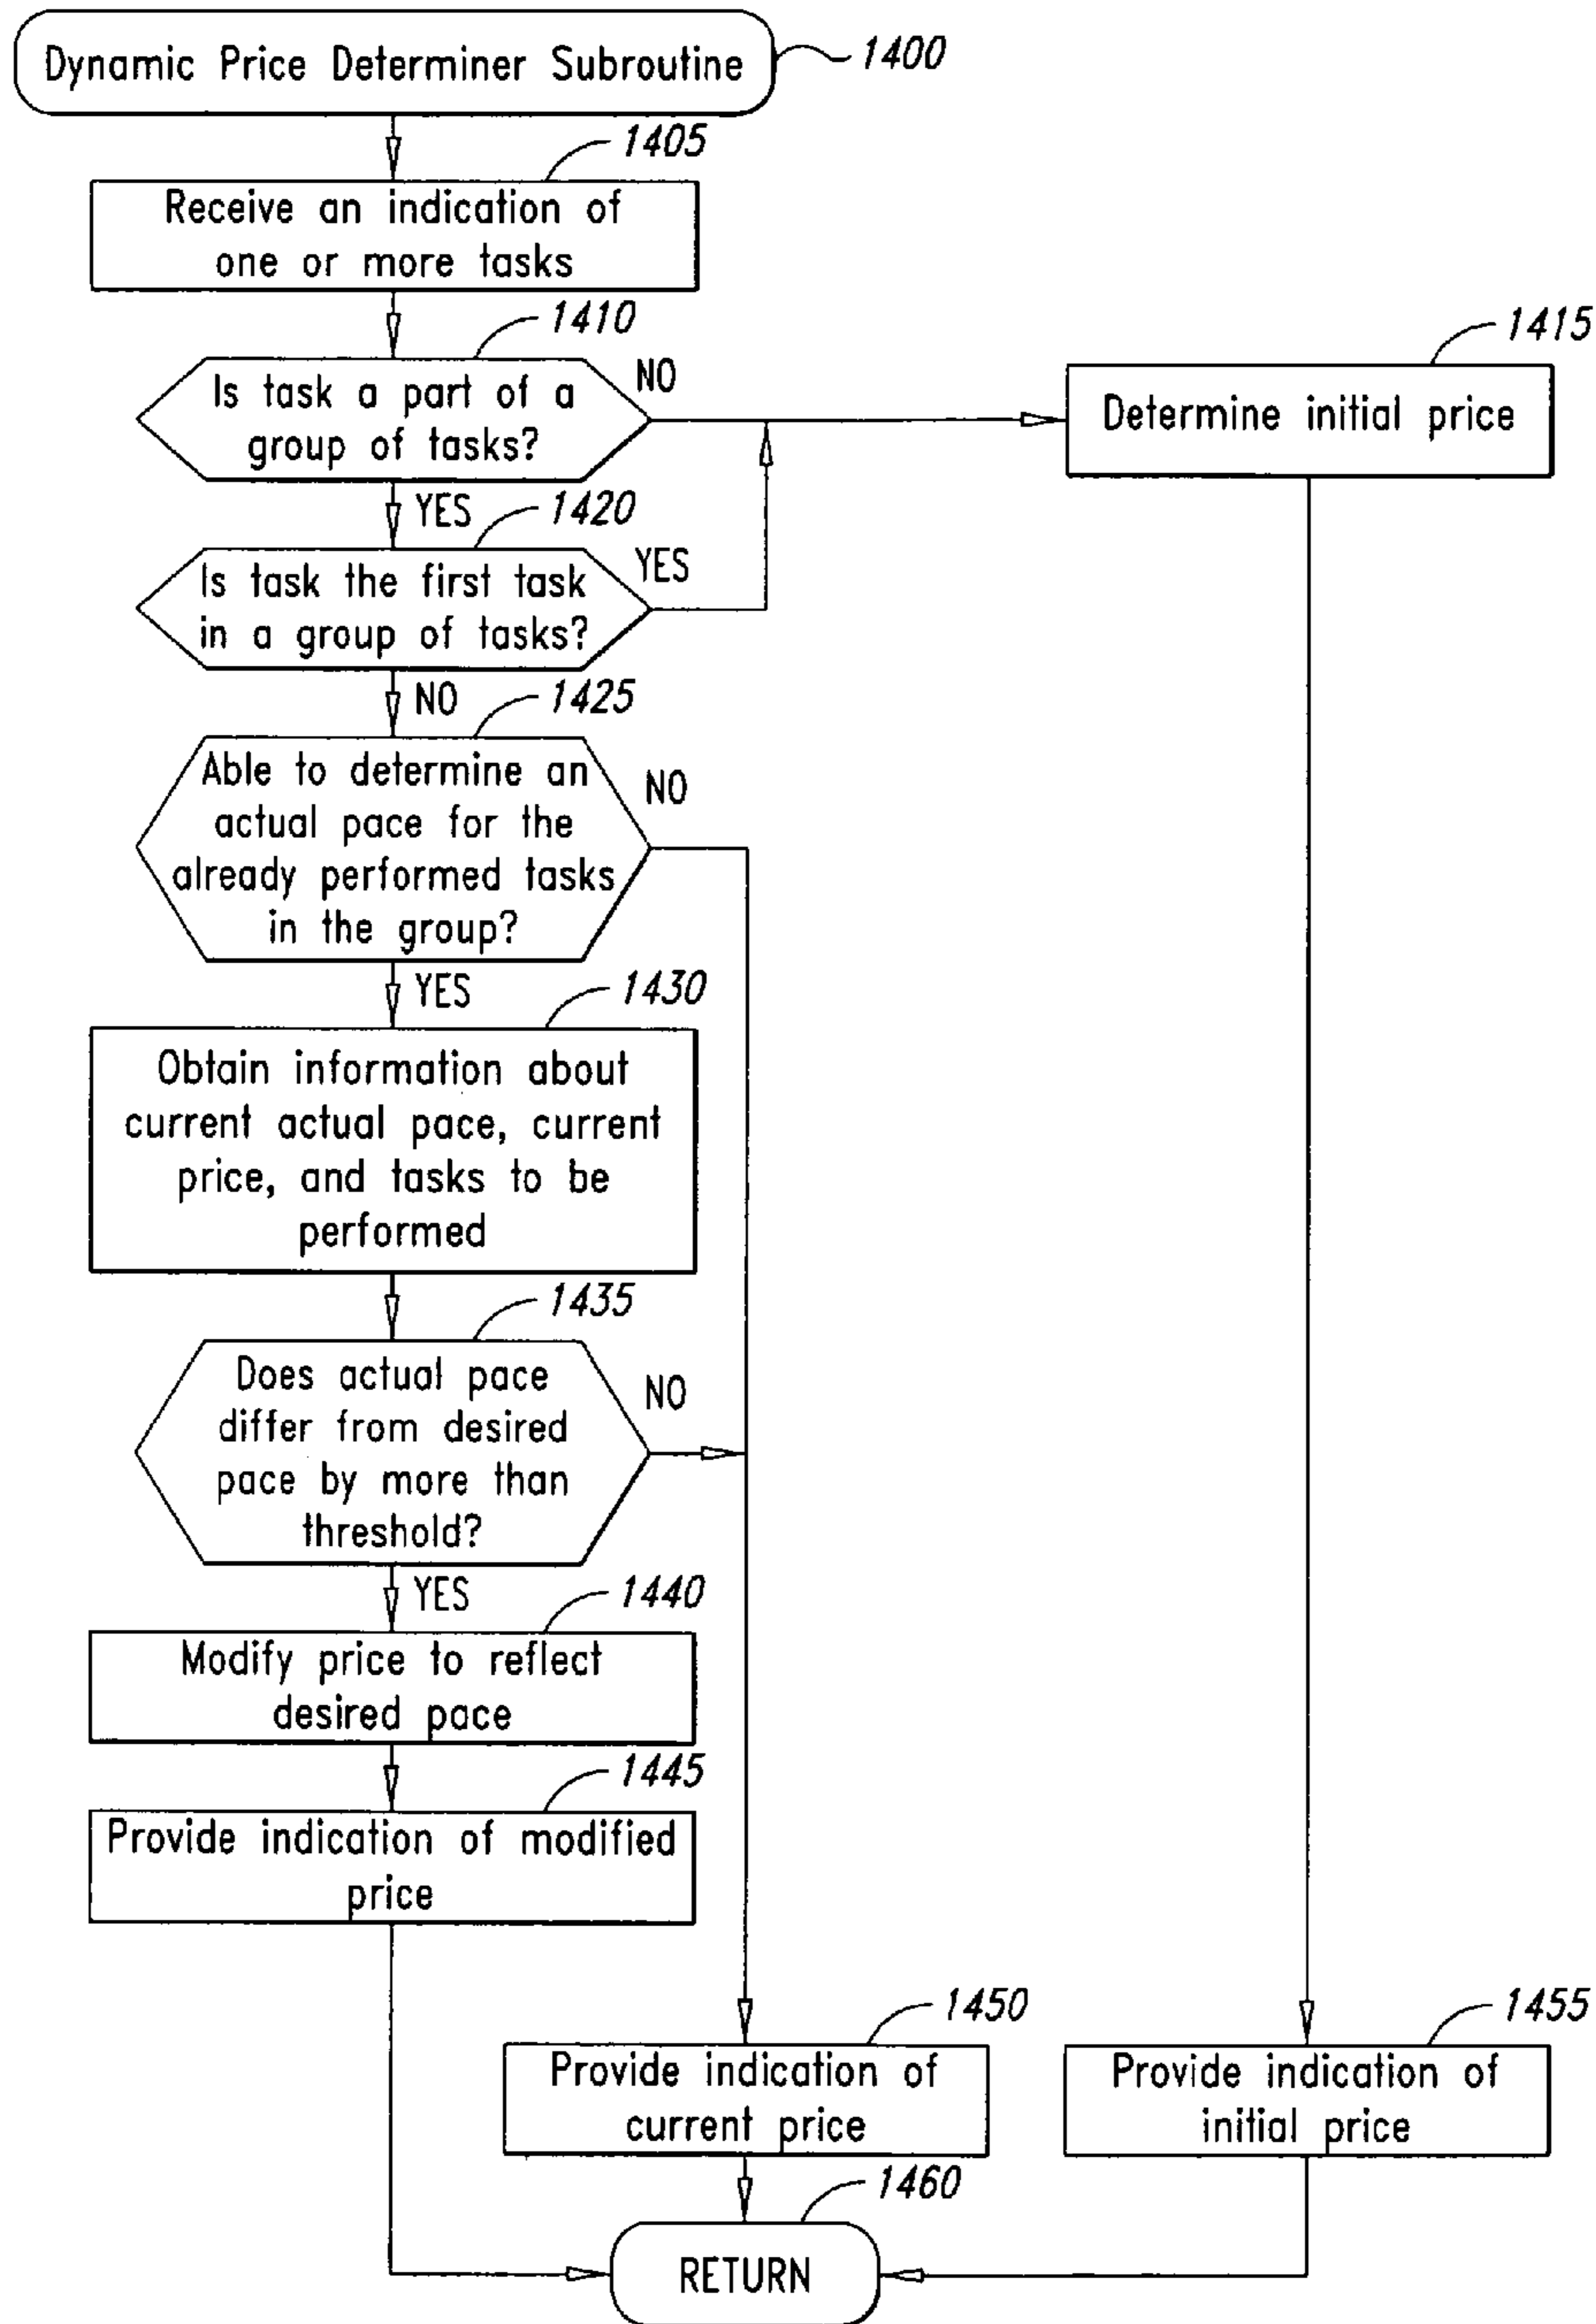 Dynamic Price Determiner Subroutine
1400
1405
Receive an indication of
one or more tasks
1410
Is task a part of a
group of tasks?
NO
1415
Determine initial price
YES
1420
Is task the first task
in a group of tasks?
YES
NO
1425
Able to determine an
actual pace for the
already performed tasks
in the group?
NO
YES
1430
Obtain information about
current actual pace, current
price, and tasks to be
performed
1435
Does actual pace
differ from desired
pace by more than
threshold?
NO
YES
1440
Modify price to reflect
desired pace
1445
Provide indication of modified
price
1450
Provide indication of
current price
1455
Provide indication of
initial price
1460
RETURN